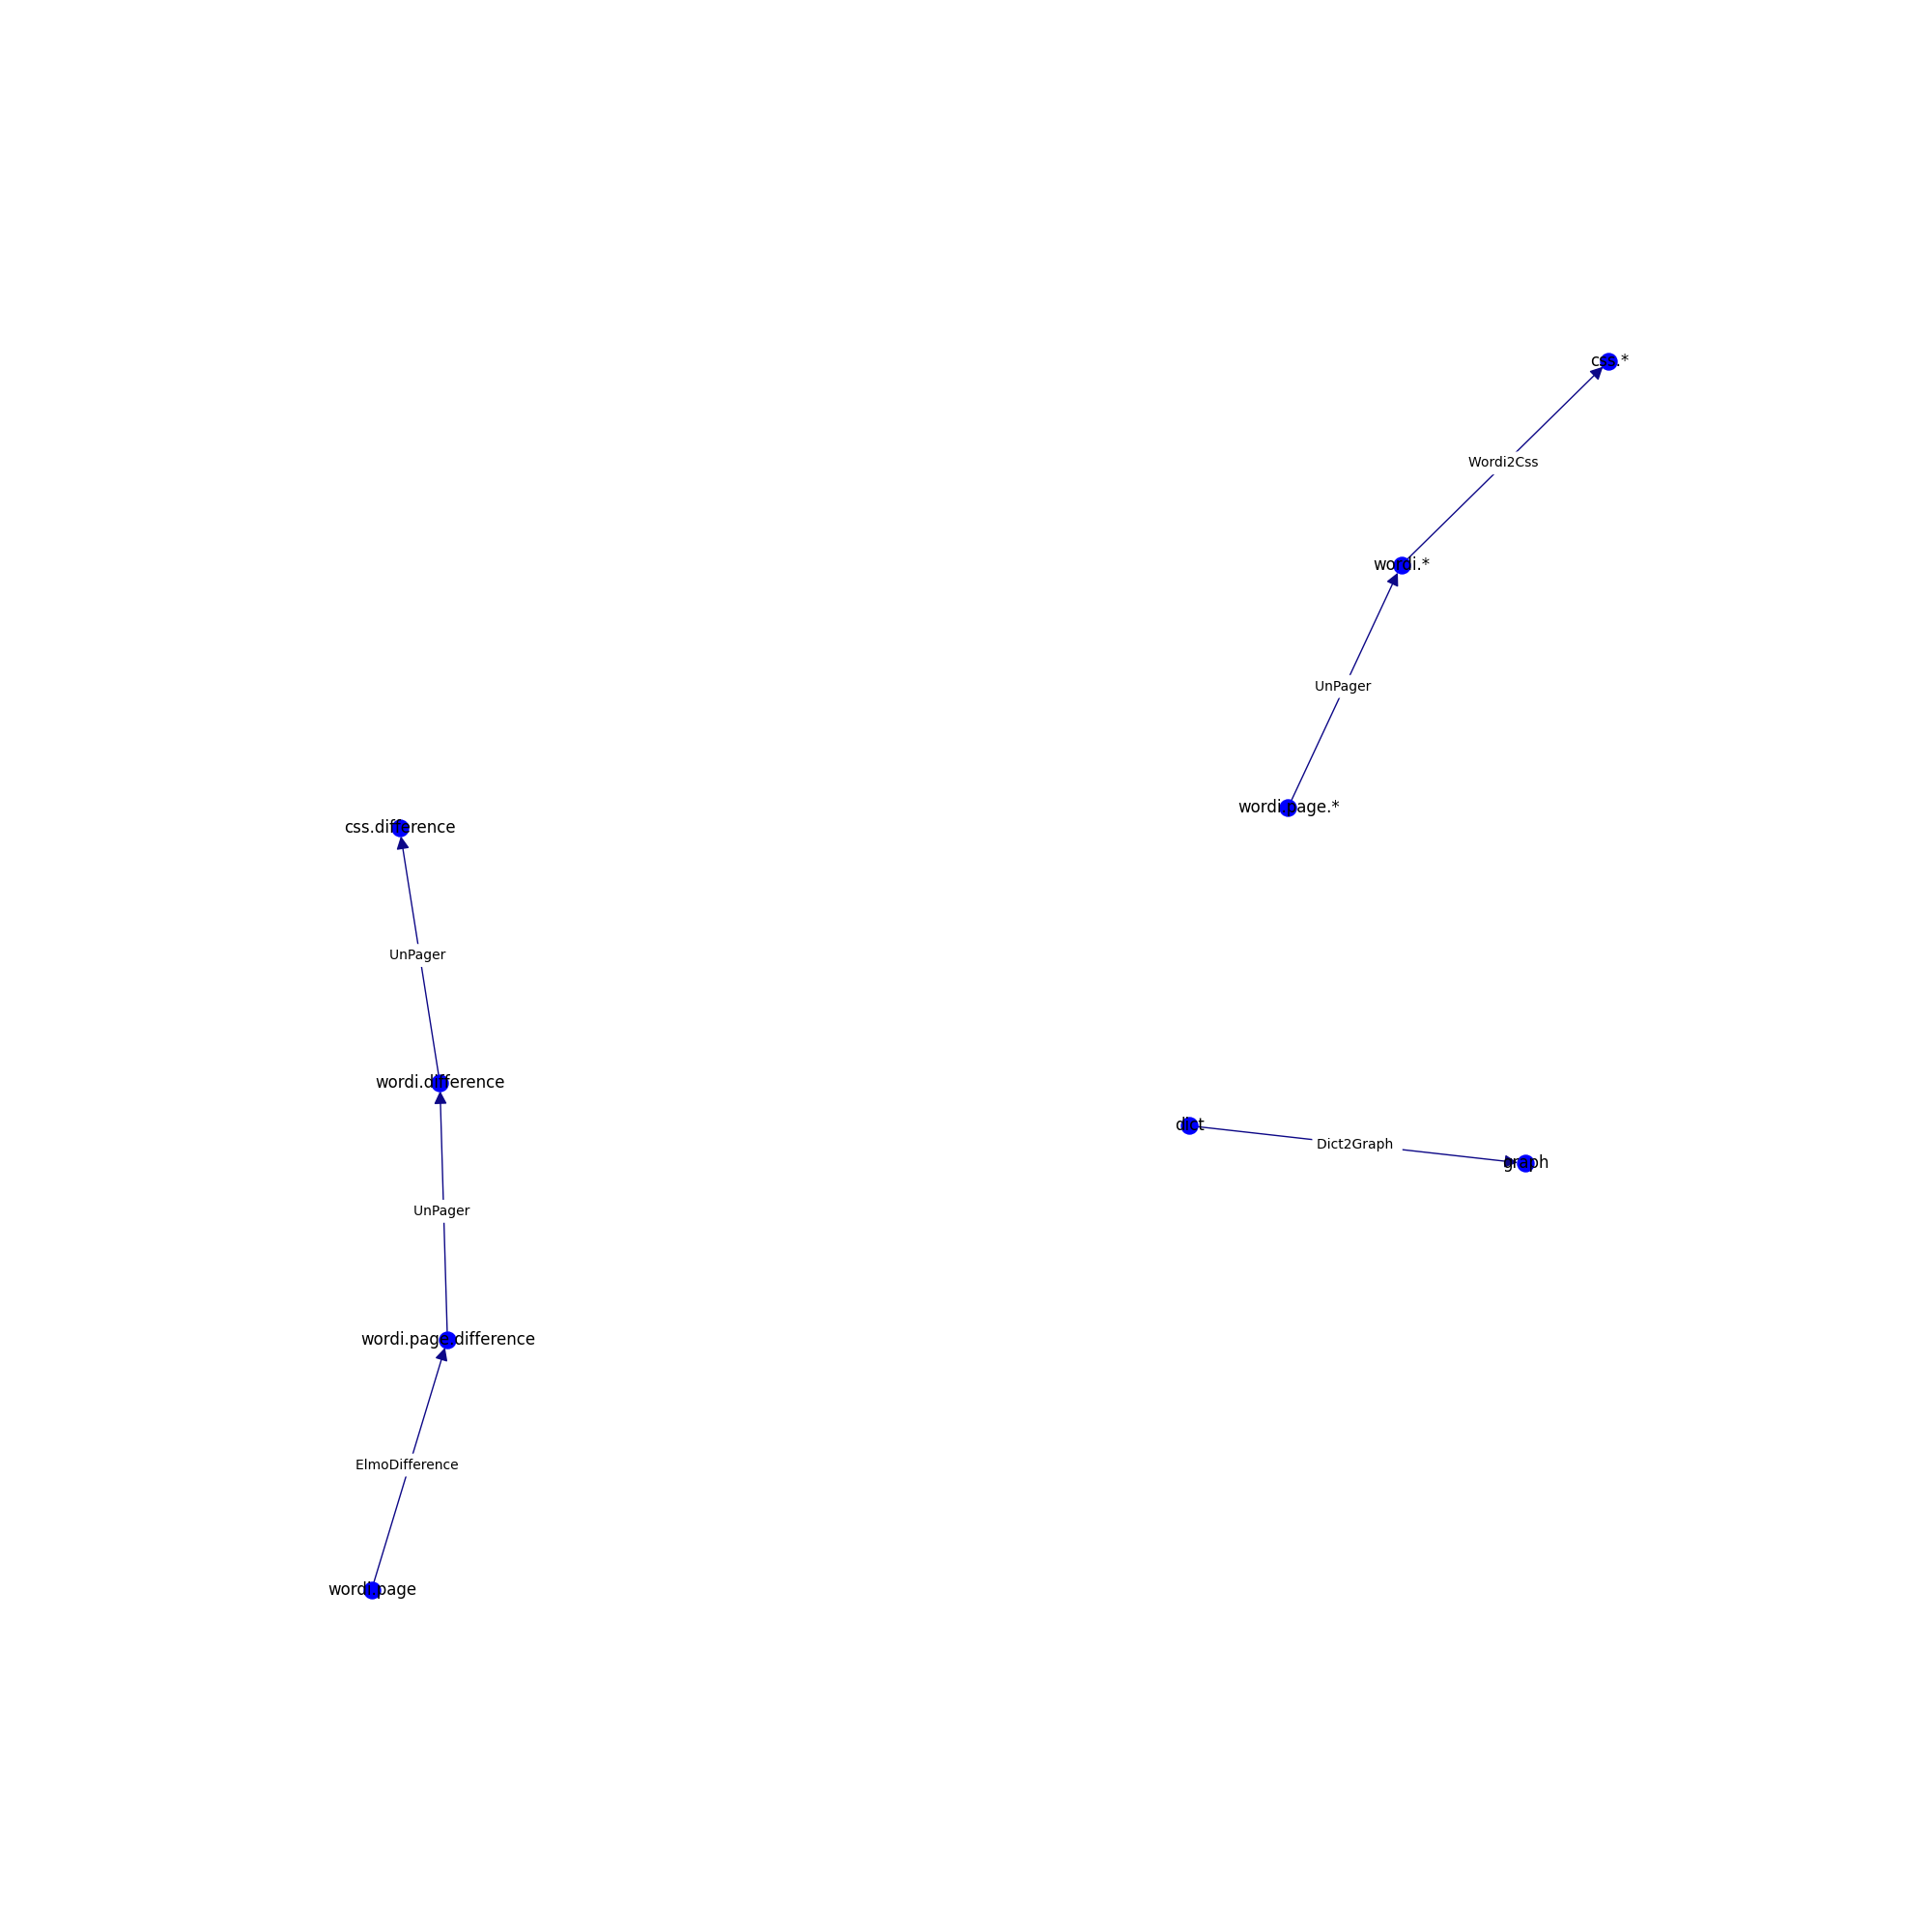 css.*
Wordi2Css
wordi.*
UnPager
wordi.page.*
css.difference
UnPager
wordi.difference
dict
Dict2Graph
graph
UnPager
wordi.page.difference
ElmoDifference
wordi.page